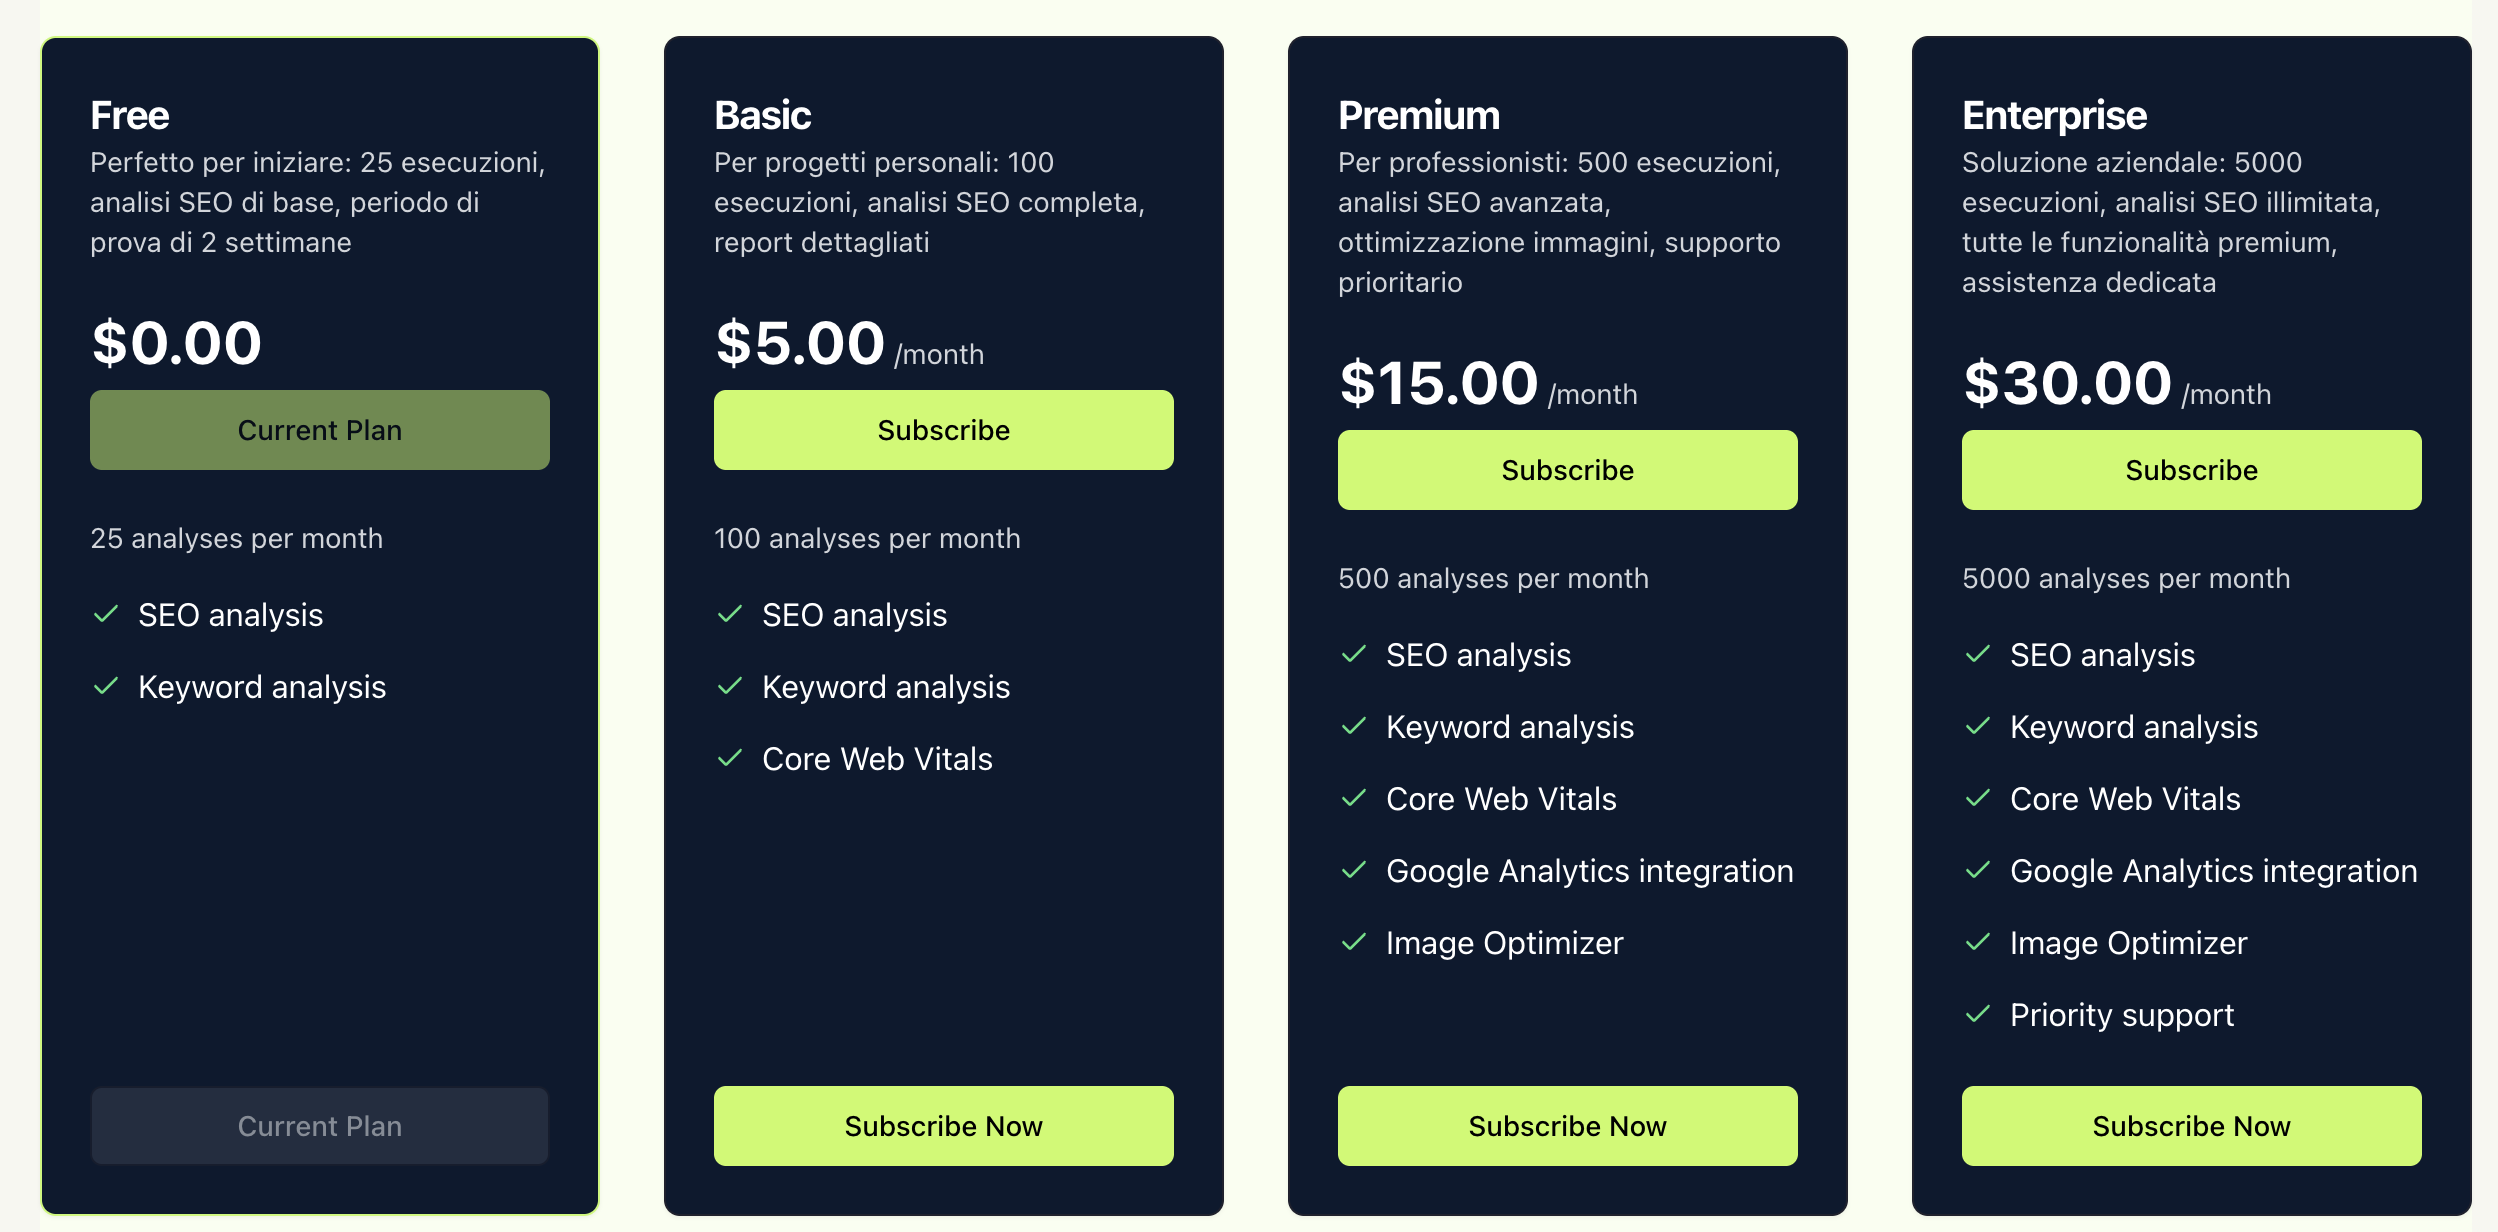 Free
Perfetto per iniziare: 25 esecuzioni,
analisi SEO di base, periodo di
prova di 2 settimane
$0.00
Current Plan
25 analyses per month
SEO analysis
Keyword analysis
Current Plan
Basic
Per progetti personali: 100
esecuzioni, analisi SEO completa,
report dettagliati
$5.00 /month
Subscribe
100 analyses per month
SEO analysis
Keyword analysis
Core Web Vitals
Subscribe Now
Premium
Per professionisti: 500 esecuzioni,
analisi SEO avanzata,
ottimizzazione immagini, supporto
prioritario
$15.00 /month
Subscribe
500 analyses per month
SEO analysis
Keyword analysis
Core Web Vitals
Google Analytics integration
Image Optimizer
Subscribe Now
Enterprise
Soluzione aziendale: 5000
esecuzioni, analisi SEO illimitata,
tutte le funzionalità premium,
assistenza dedicata
$30.00 /month
Subscribe
5000 analyses per month
SEO analysis
Keyword analysis
Core Web Vitals
Google Analytics integration
Image Optimizer
Priority support
Subscribe Now